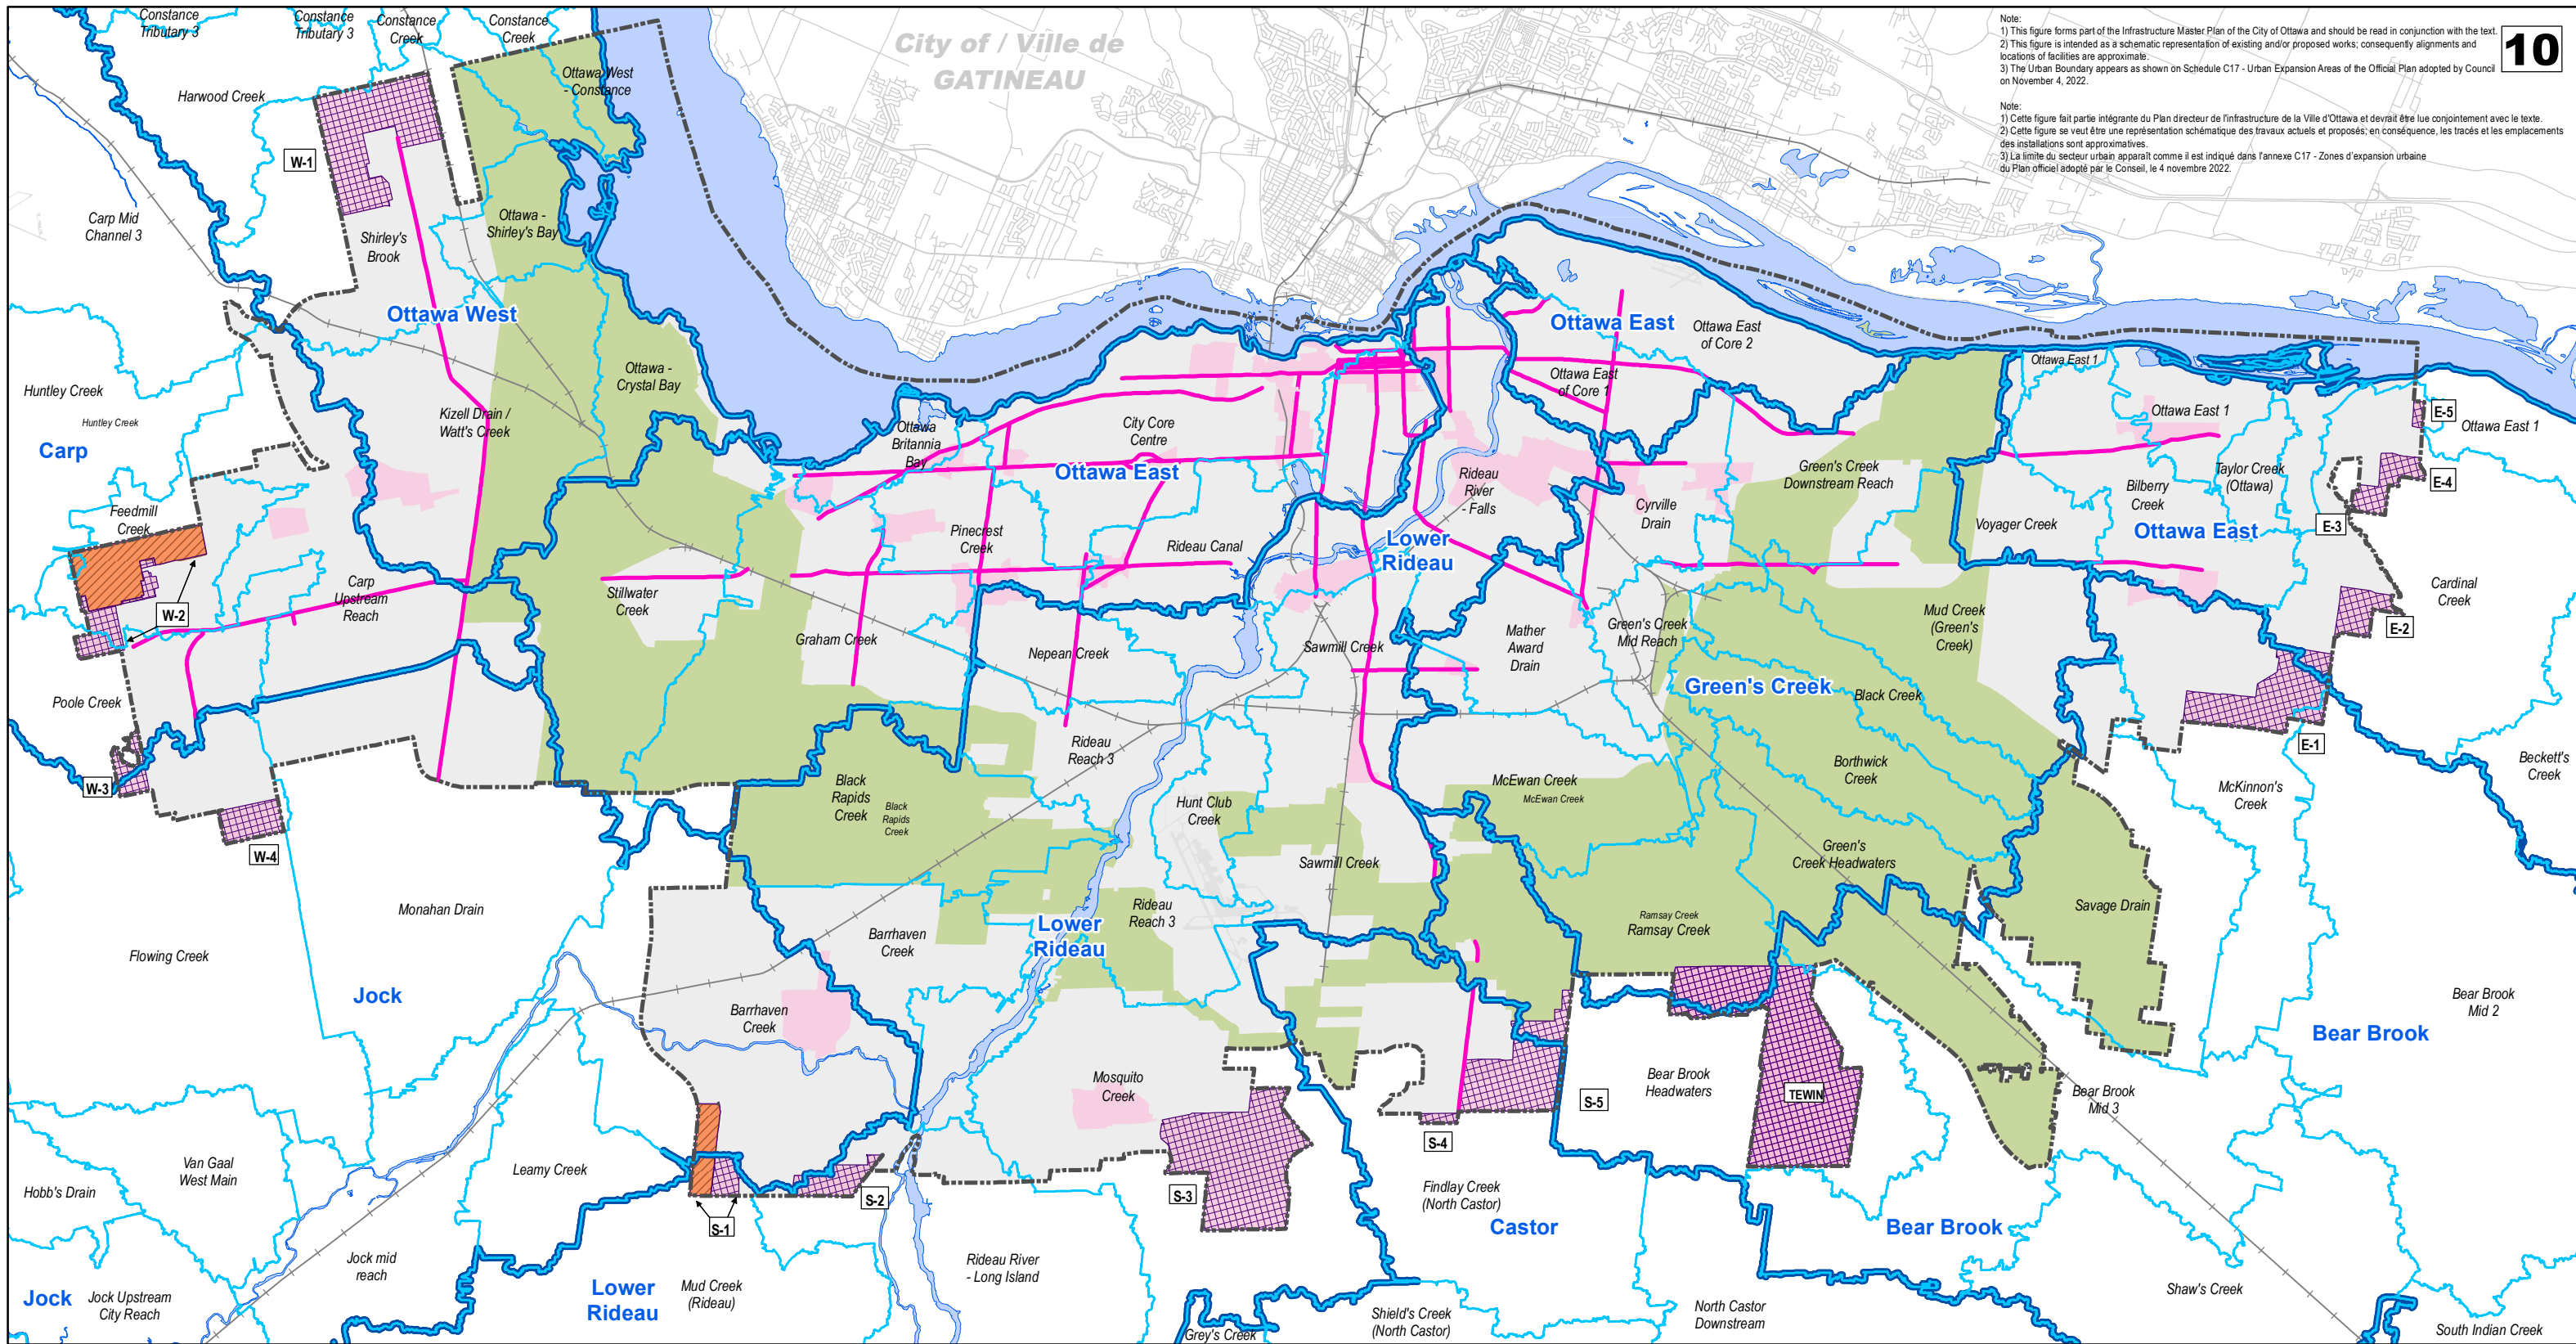 Note:
1) This figure forms part of the Infrastructure Master Plan of the City of Ottawa and should be read in conjunction with the text.
2) This figure is intended as a schematic representation of existing and/or proposed works; consequently alignments and
locations of facilities are approximate.
3) The Urban Boundary appears as shown on Schedule C17 - Urban Expansion Areas of the Official Plan adopted by Council
on November 4, 2022.
Note:
1) Cette figure fait partie intégrante du Plan directeur de l'infrastructure de la Ville d'Ottawa et devrait être lue conjointement avec le texte.
2) Cette figure se veut être une représentation schématique des travaux actuels et proposés; en conséquence, les tracés et les emplacements
des installations sont approximatives.
3) La limite du secteur urbain apparaît comme il est indiqué dans l'annexe C17 - Zones d'expansion urbaine
du Plan officiel adopté par le Conseil, le 4 novembre 2022.
10
City of / Ville de
GATINEAU
Constance
Tributary 3
Constance
Tributary 3
Constance
Creek
Constance
Creek
Harwood Creek
Ottawa West
- Constance
W-1
Carp Mid
Channel 3
Shirley's
Brook
Ottawa -
Shirley's Bay
Ottawa West
Huntley Creek
Huntley Creek
Carp
Kizell Drain /
Watt's Creek
Ottawa -
Crystal Bay
Ottawa
Britannia
Bay
City Core
Centre
Ottawa East
Ottawa East
Ottawa East
of Core 2
Ottawa East
of Core 1
Ottawa East 1
Ottawa East 1
E-5
Ottawa East 1
E-4
E-3
Taylor Creek
(Ottawa)
Bilberry
Creek
Ottawa East
Voyager Creek
Green's Creek
Downstream Reach
Cyrville
Drain
Rideau
River
- Falls
Lower
Rideau
Rideau Canal
Pinecrest
Creek
Feedmill
Creek
W-2
Carp
Upstream
Reach
Stillwater
Creek
Graham Creek
Nepean Creek
Sawmill Creek
Mather
Award
Drain
Green's Creek
Mid Reach
Mud Creek
(Green's
Creek)
Cardinal
Creek
E-2
Green's Creek
Black Creek
E-1
Poole Creek
W-3
W-4
Rideau
Reach 3
Black
Rapids
Creek
Black
Rapids
Creek
Hunt Club
Creek
McEwan Creek
McEwan Creek
Borthwick
Creek
McKinnon's
Creek
Beckett's
Creek
Sawmill Creek
Green's
Creek Headwaters
Monahan Drain
Flowing Creek
Jock
Barrhaven
Creek
Lower
Rideau
Rideau
Reach 3
Ramsay Creek
Ramsay Creek
Savage Drain
Bear Brook
Mid 2
Bear Brook
Barrhaven
Creek
Mosquito
Creek
Bear Brook
Headwaters
TEWIN
Bear Brook
Mid 3
S-5
S-4
S-3
S-2
S-1
Van Gaal
West Main
Hobb's Drain
Leamy Creek
Findlay Creek
(North Castor)
Castor
Bear Brook
Jock mid
reach
Jock
Jock Upstream
City Reach
Lower
Rideau
Mud Creek
(Rideau)
Rideau River
- Long Island
Grey's Creek
Shield's Creek
(North Castor)
North Castor
Downstream
Shaw's Creek
South Indian Creek